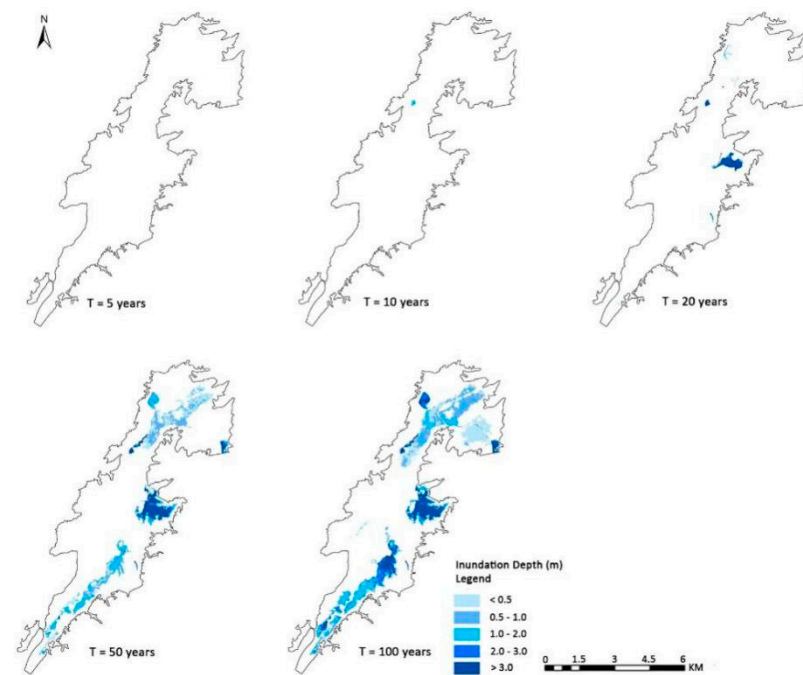 N
T = 5 years
T = 10 years
T = 20 years
T = 50 years
T = 100 years
Inundation Depth (m)
Legend
< 0.5
0.5 - 1.0
1.0 - 2.0
2.0 - 3.0
> 3.0
0 1.5 3 4.5 6
KM